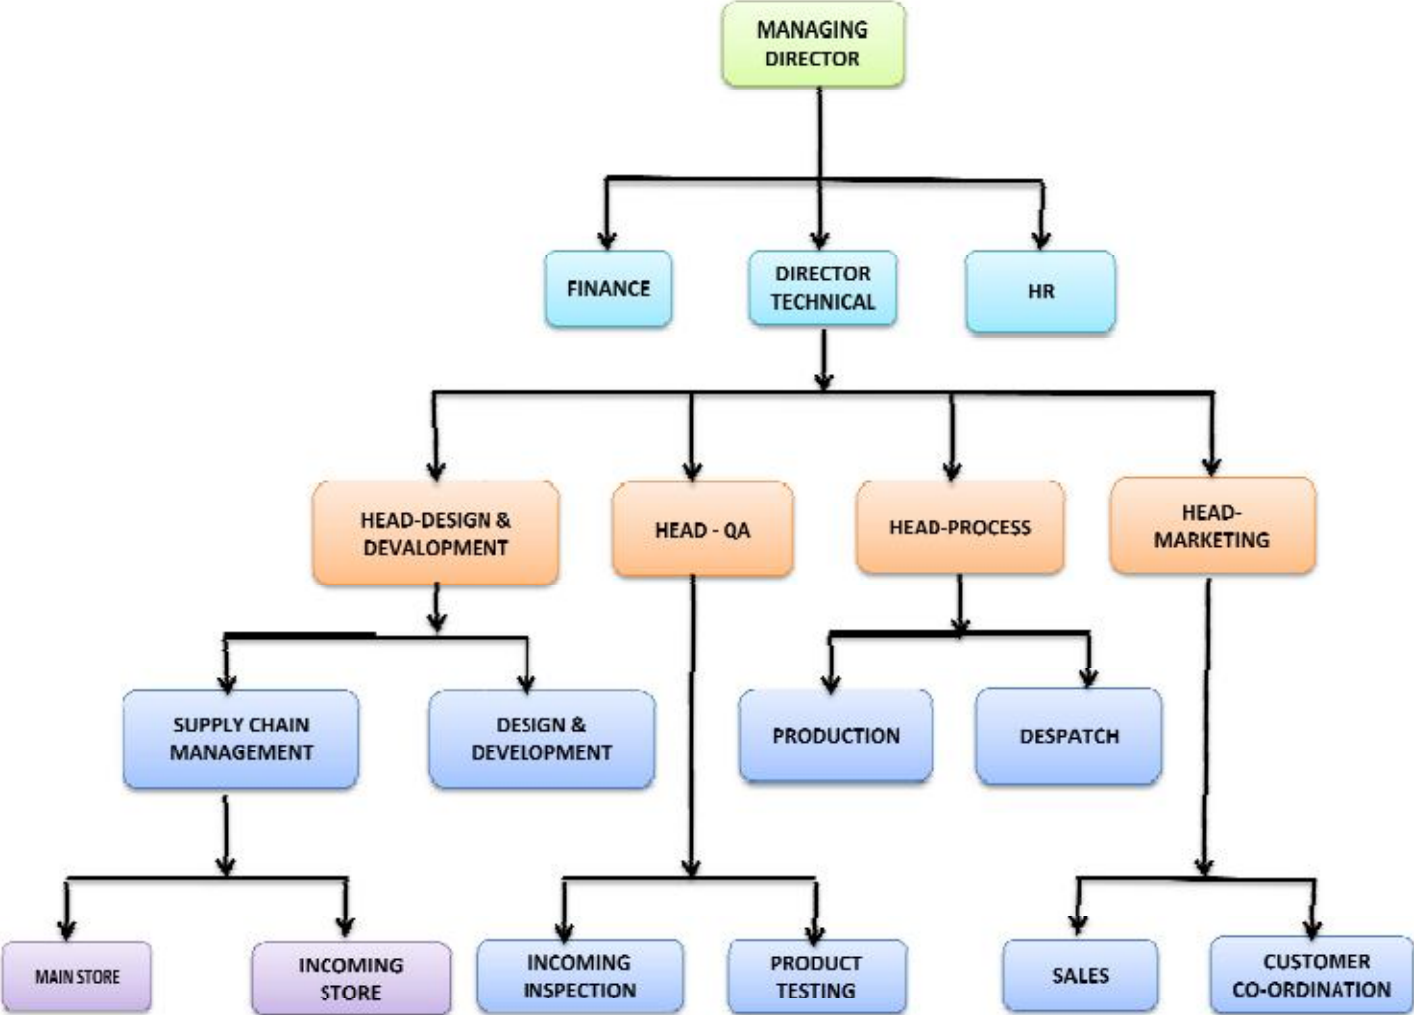 MANAGING
DIRECTOR
FINANCE
DIRECTOR
TECHNICAL
HR
HEAD-DESIGN &
DEVALOPMENT
HEAD - QA
HEAD-PROCESS
HEAD-
MARKETING
SUPPLY CHAIN
MANAGEMENT
DESIGN &
DEVELOPMENT
PRODUCTION
DESPATCH
MAIN STORE
INCOMING
STORE
INCOMING
INSPECTION
PRODUCT
TESTING
SALES
CUSTOMER
CO-ORDINATION